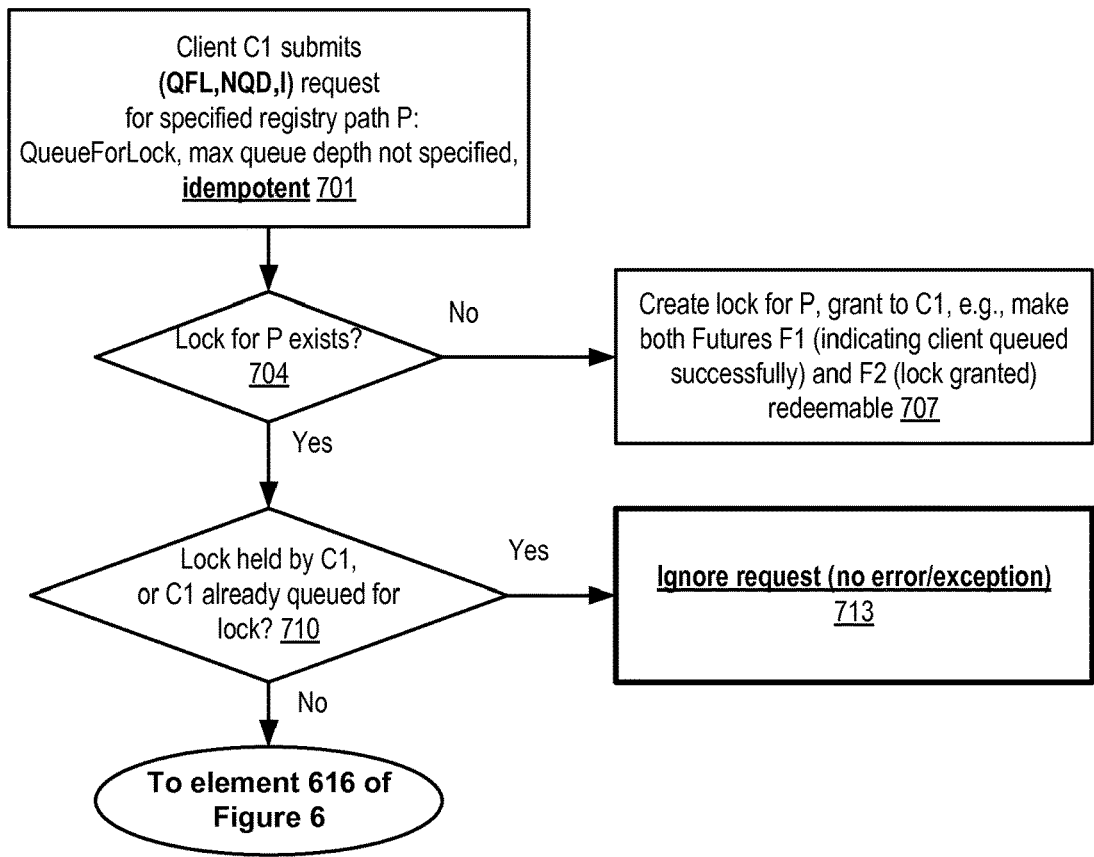 Client C1 submits
(QFL,NQD,I) request
for specified registry path P:
QueueForLock, max queue depth not specified,
idempotent 701
Lock for P exists?
704
No
Create lock for P, grant to C1, e.g., make
both Futures F1 (indicating client queued
successfully) and F2 (lock granted)
redeemable 707
Yes
Lock held by C1,
or C1 already queued for
lock? 710
Yes
Ignore request (no error/exception)
713
No
To element 616 of
Figure 6